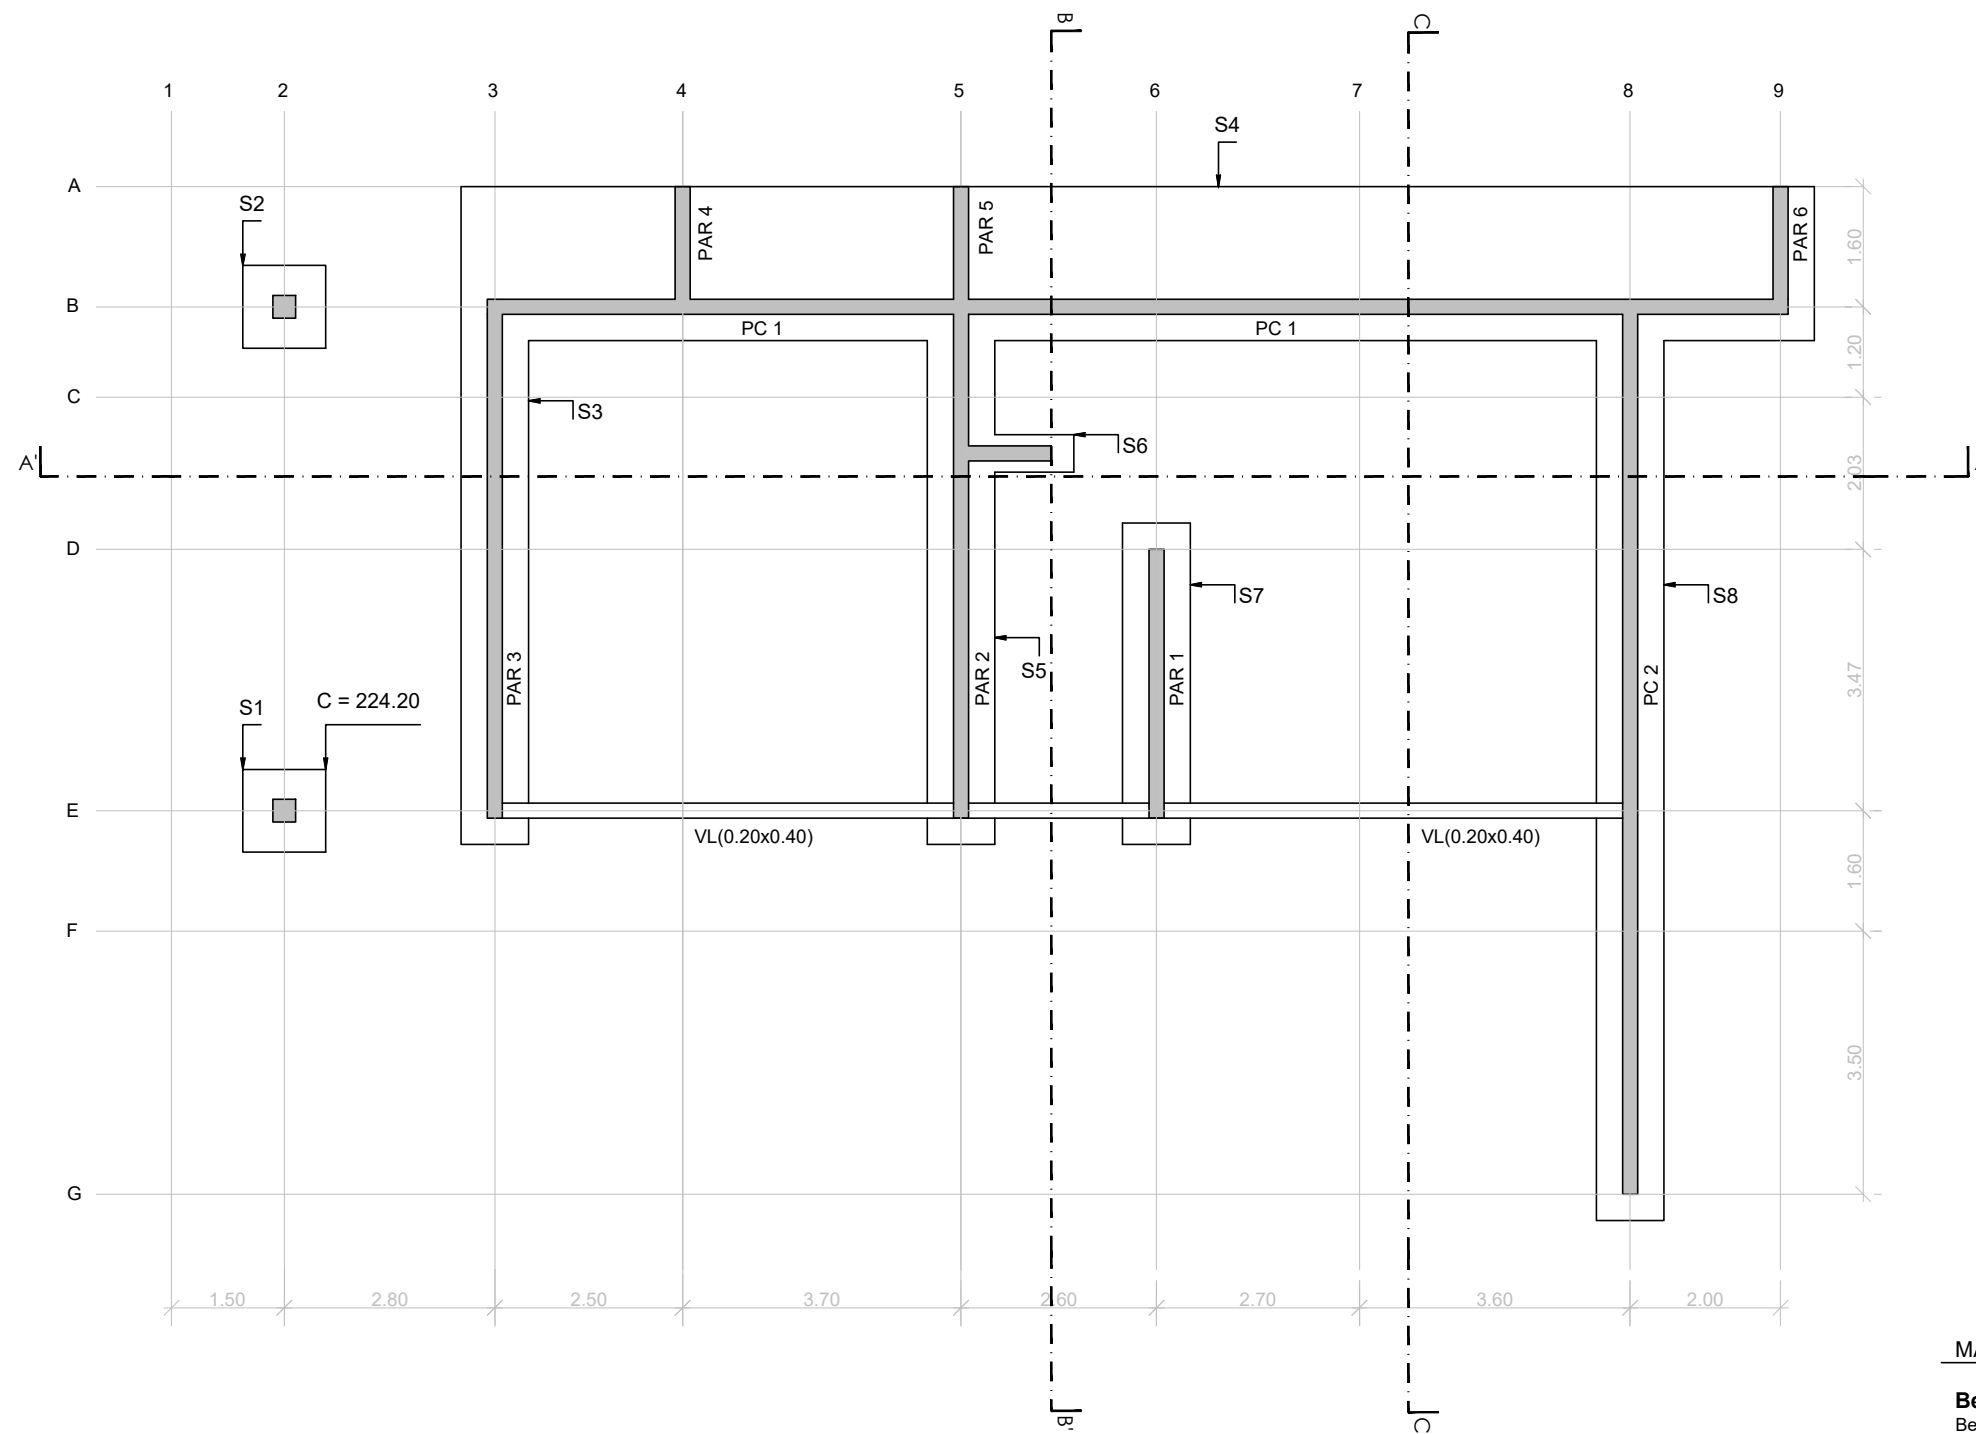 B
C
1 2 3 4 5 6 7 8 9
S4
A
S2
PAR 4
PAR 5
PAR 6
1.60
B
PC 1
PC 1
1.20
C
S3
S6
A'
2.03
D
S7
S8
PAR 3
PAR 2
PAR 1
PC 2
3.47
S5
S1
C = 224.20
E
VL(0.20x0.40)
VL(0.20x0.40)
1.60
F
3.50
G
1.50 2.80 2.50 3.70 2.60 2.70 3.60 2.00
B'